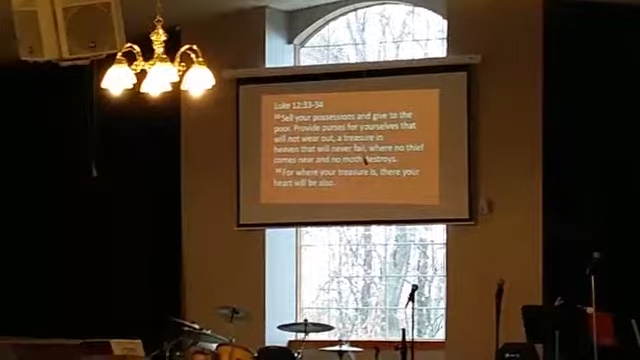 Luke 12:33-34
³³ Sell your possessions and give to the
poor. Provide purses for yourselves that
will not wear out, a treasure in
heaven that will never fail, where no thief
comes near and no moth destroys.
³⁴ For where your treasure is, there your
heart will be also.